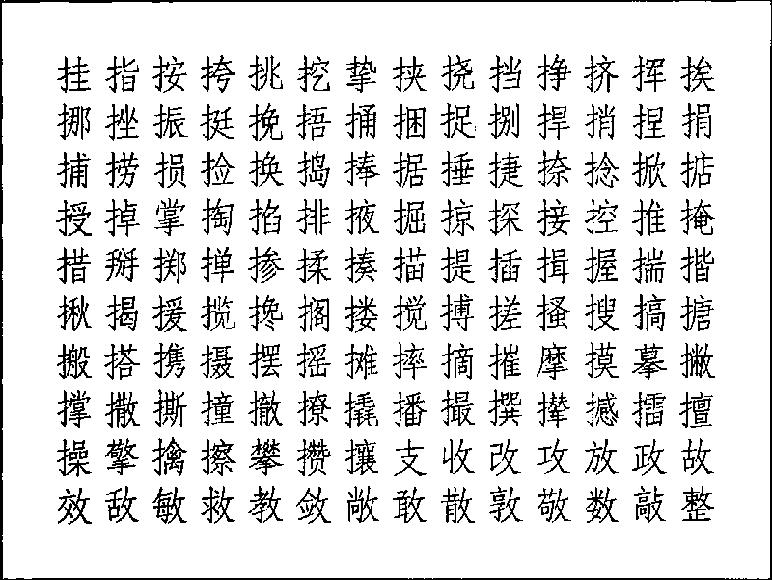 挂指按挎挑挖挚挟挠挡挣挤挥挨
挪挫振挺挽捂捅捆捉捌捍捎捏捐
捕捞损捡换捣捧据捶捷捺捻掀掂
授掉掌掏掐排掖掘掠探接控推掩
措掰掷掸掺揉揍描提插揖握揣揩
揪揭援揽搀搁搂搅搏搓搔搜搞搪
搬搭携摄摆摇摊摔摘摧摩摸摹撇
撑撒撕撞撤撩撬播撮撰撵撼擂擅
操擎擒擦攀攒攘支收改攻放政故
效敌敏救教敛敞敢散敦敬数敲整